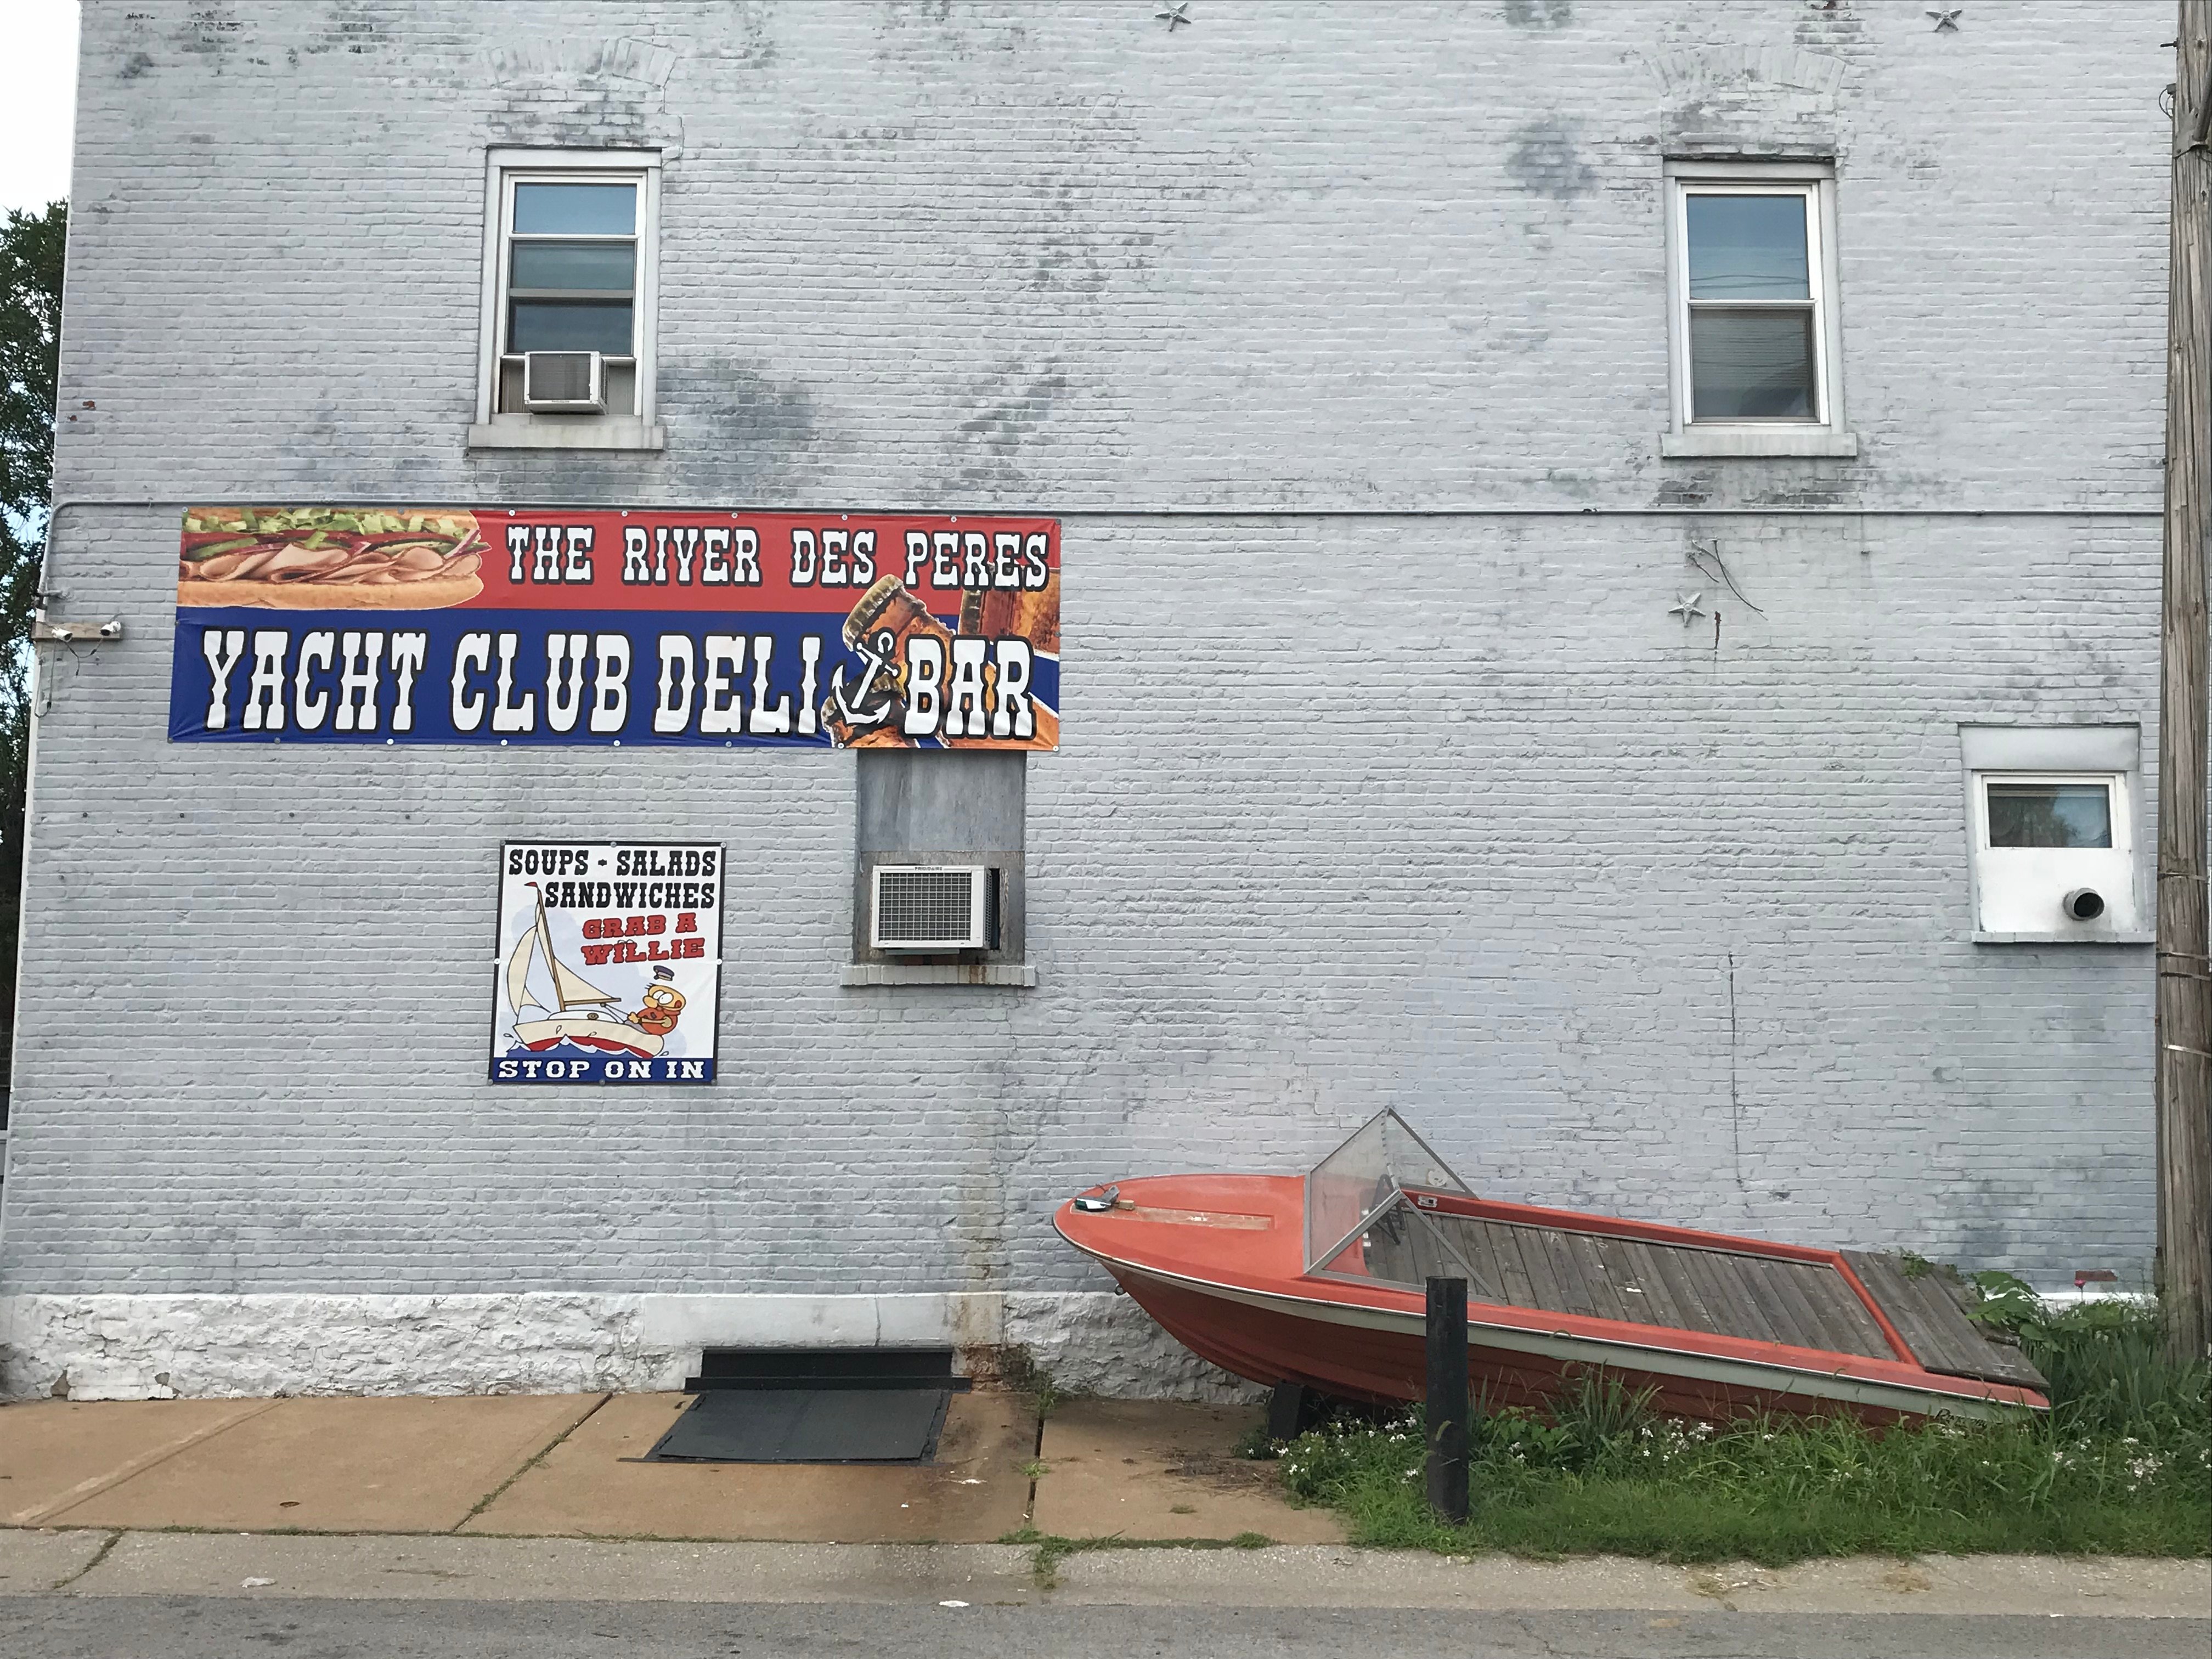 THE RIVER DES PERES
YACHT CLUB DELI BAR
SOUPS - SALADS
SANDWICHES
GRAB A
WILLIE
STOP ON IN